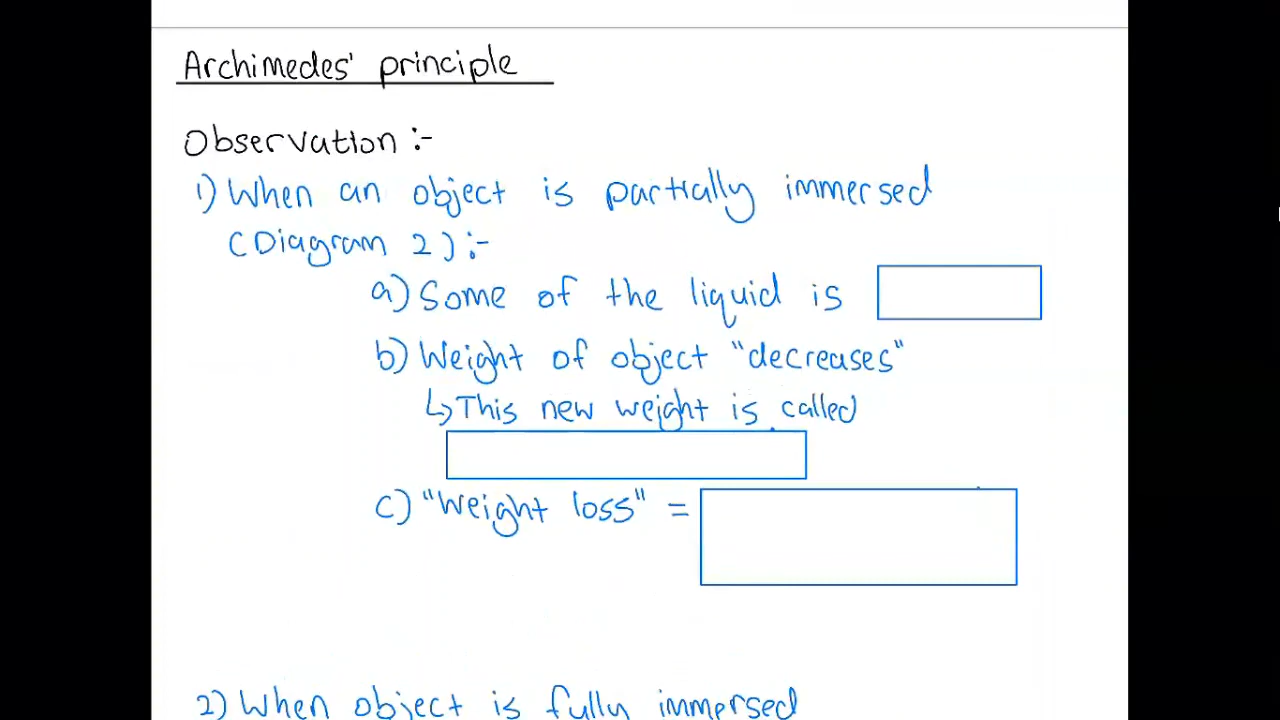 Archimedes' principle
Observation :-
1) When an object is partially immersed
(Diagram 2) :-
a) Some of the liquid is
b) Weight of object "decreases"
↳ This new weight is called
c) "Weight loss" =
2) When object is fully immersed